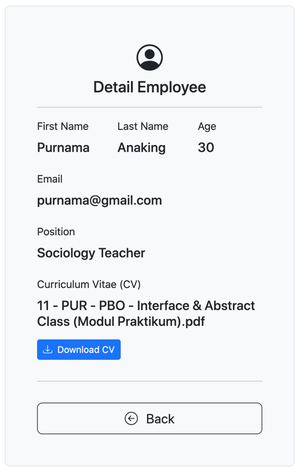 Detail Employee
First Name Last Name Age
Purnama Anaking 30
Email
purnama@gmail.com
Position
Sociology Teacher
Curriculum Vitae (CV)
11 - PUR - PBO - Interface & Abstract
Class (Modul Praktikum).pdf
Download CV
Back